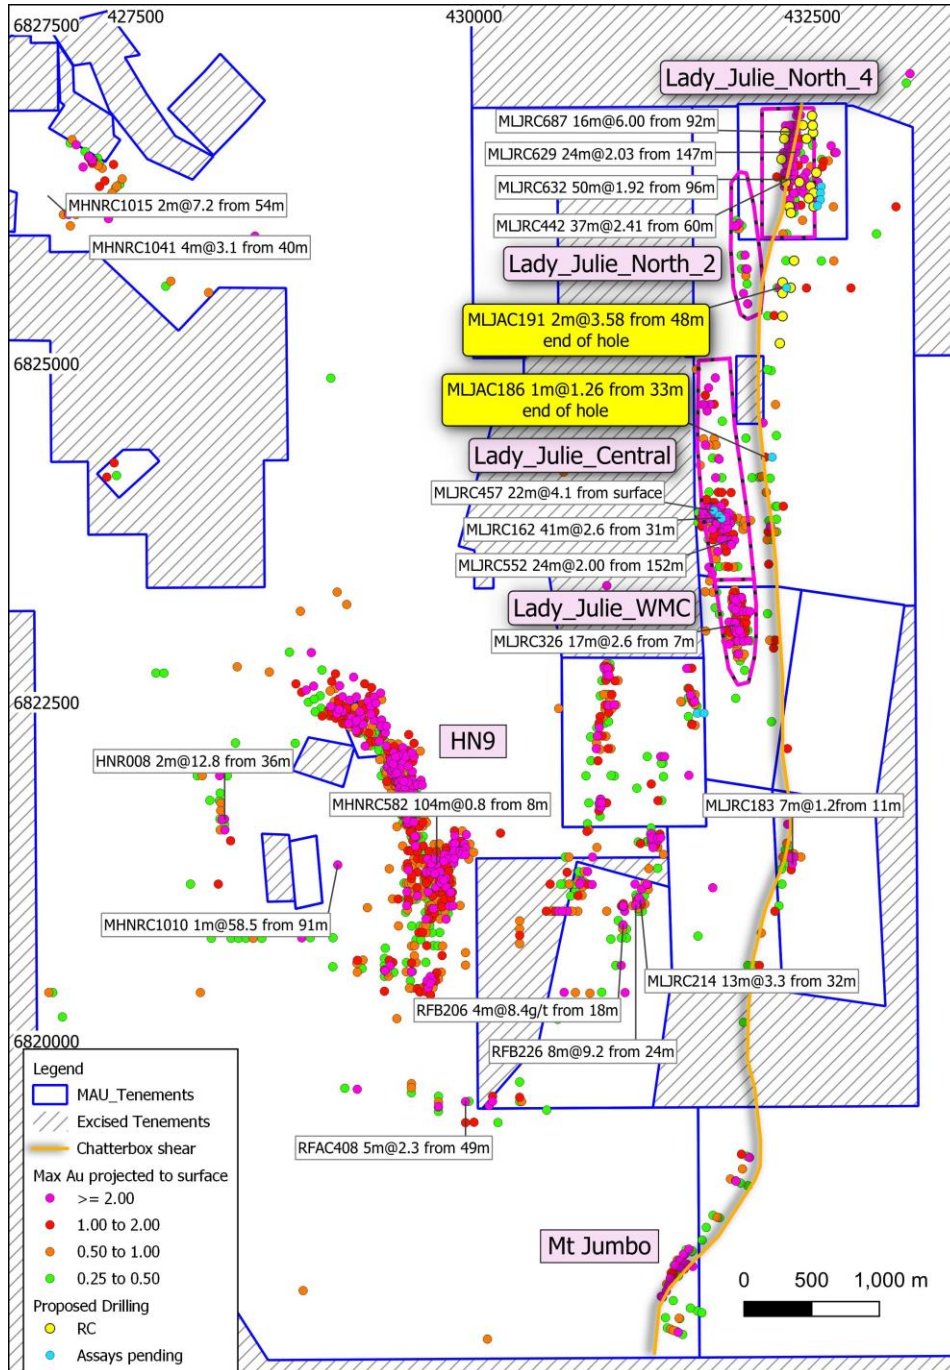 6827500
427500
430000
432500
Lady_Julie_North_4
MLJRC687 16m@6.00 from 92m
MLJRC629 24m@2.03 from 147m
MLJRC632 50m@1.92 from 96m
MHNRC1015 2m@7.2 from 54m
MLJRC442 37m@2.41 from 60m
MHNRC1041 4m@3.1 from 40m
Lady_Julie_North_2
MLJAC191 2m@3.58 from 48m
end of hole
6825000
MLJAC186 1m@1.26 from 33m
end of hole
Lady_Julie_Central
MLJRC457 22m@4.1 from surface
MLJRC162 41m@2.6 from 31m
MLJRC552 24m@2.00 from 152m
Lady_Julie_WMC
MLJRC326 17m@2.6 from 7m
6822500
HN9
HNR008 2m@12.8 from 36m
MHNRC582 104m@0.8 from 8m
MLJRC183 7m@1.2from 11m
MHNRC1010 1m@58.5 from 91m
MLJRC214 13m@3.3 from 32m
RFB206 4m@8.4g/t from 18m
6820000
RFB226 8m@9.2 from 24m
RFAC408 5m@2.3 from 49m
Legend
MAU_Tenements
Excised Tenements
Chatterbox shear
Max Au projected to surface
>= 2.00
1.00 to 2.00
0.50 to 1.00
0.25 to 0.50
Proposed Drilling
RC
Assays pending
Mt Jumbo
0 500 1,000 m